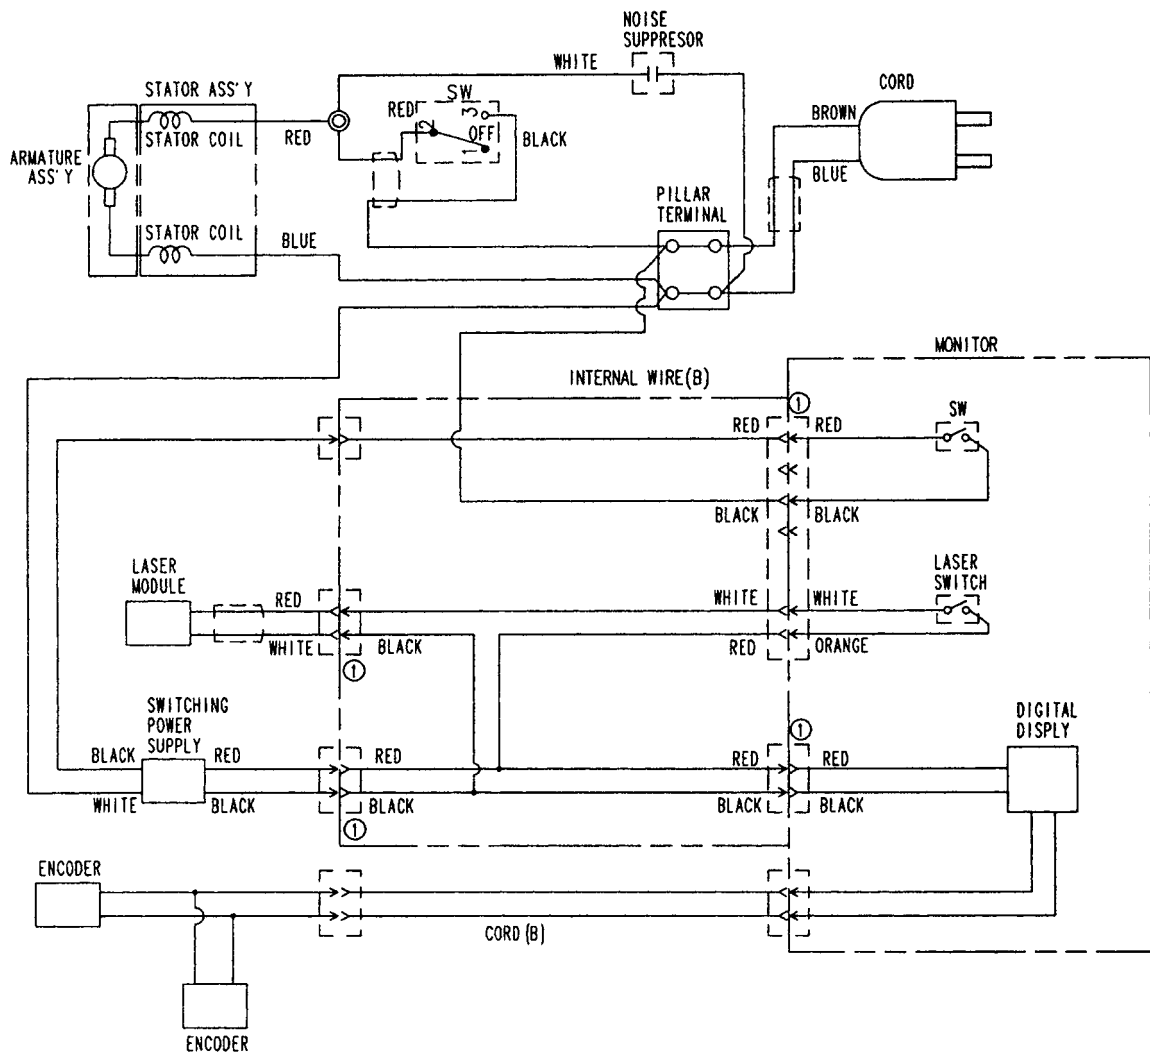 NOISE
SUPPRESOR
WHITE
CORD
STATOR ASS'Y
SW
BROWN
RED
3
2
OFF
1
STATOR COIL
RED
BLACK
ARMATURE
ASS'Y
BLUE
PILLAR
TERMINAL
STATOR COIL
BLUE
MONITOR
INTERNAL WIRE(B)
1
SW
RED
RED
BLACK
BLACK
LASER
MODULE
LASER
SWITCH
RED
WHITE
WHITE
WHITE
BLACK
RED
ORANGE
1
SWITCHING
POWER
SUPPLY
DIGITAL
DISPLY
1
BLACK
RED
RED
RED
RED
WHITE
BLACK
BLACK
BLACK
BLACK
1
ENCODER
CORD(B)
ENCODER